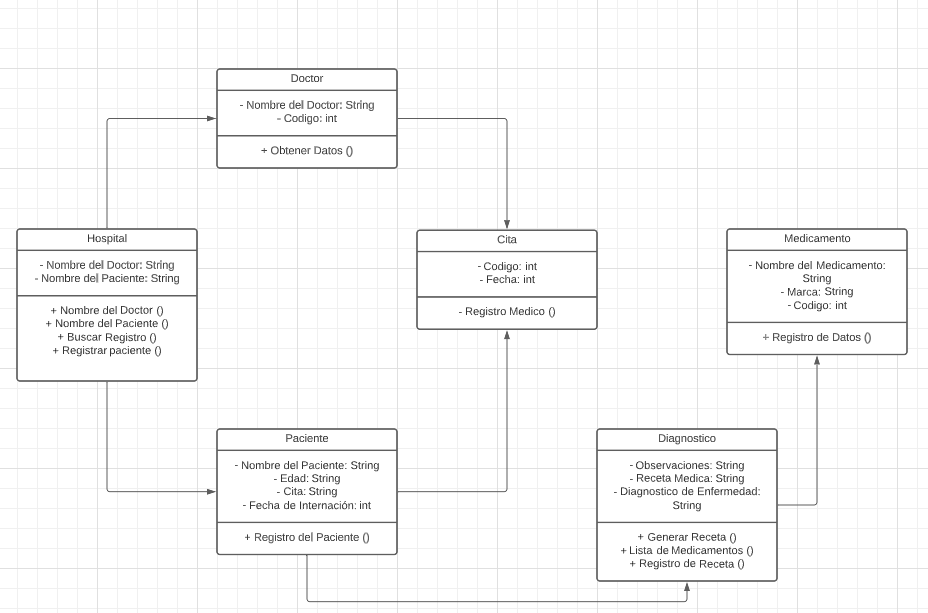 Doctor
- Nombre del Doctor: String
- Codigo: int
+ Obtener Datos ()
Hospital
- Nombre del Doctor: String
- Nombre del Paciente: String
+ Nombre del Doctor ()
+ Nombre del Paciente ()
+ Buscar Registro ()
+ Registrar paciente ()
Cita
- Codigo: int
- Fecha: int
- Registro Medico ()
Medicamento
- Nombre del Medicamento:
String
- Marca: String
- Codigo: int
+ Registro de Datos ()
Paciente
- Nombre del Paciente: String
- Edad: String
- Cita: String
- Fecha de Internación: int
+ Registro del Paciente ()
Diagnostico
- Observaciones: String
- Receta Medica: String
- Diagnostico de Enfermedad:
String
+ Generar Receta ()
+ Lista de Medicamentos ()
+ Registro de Receta ()